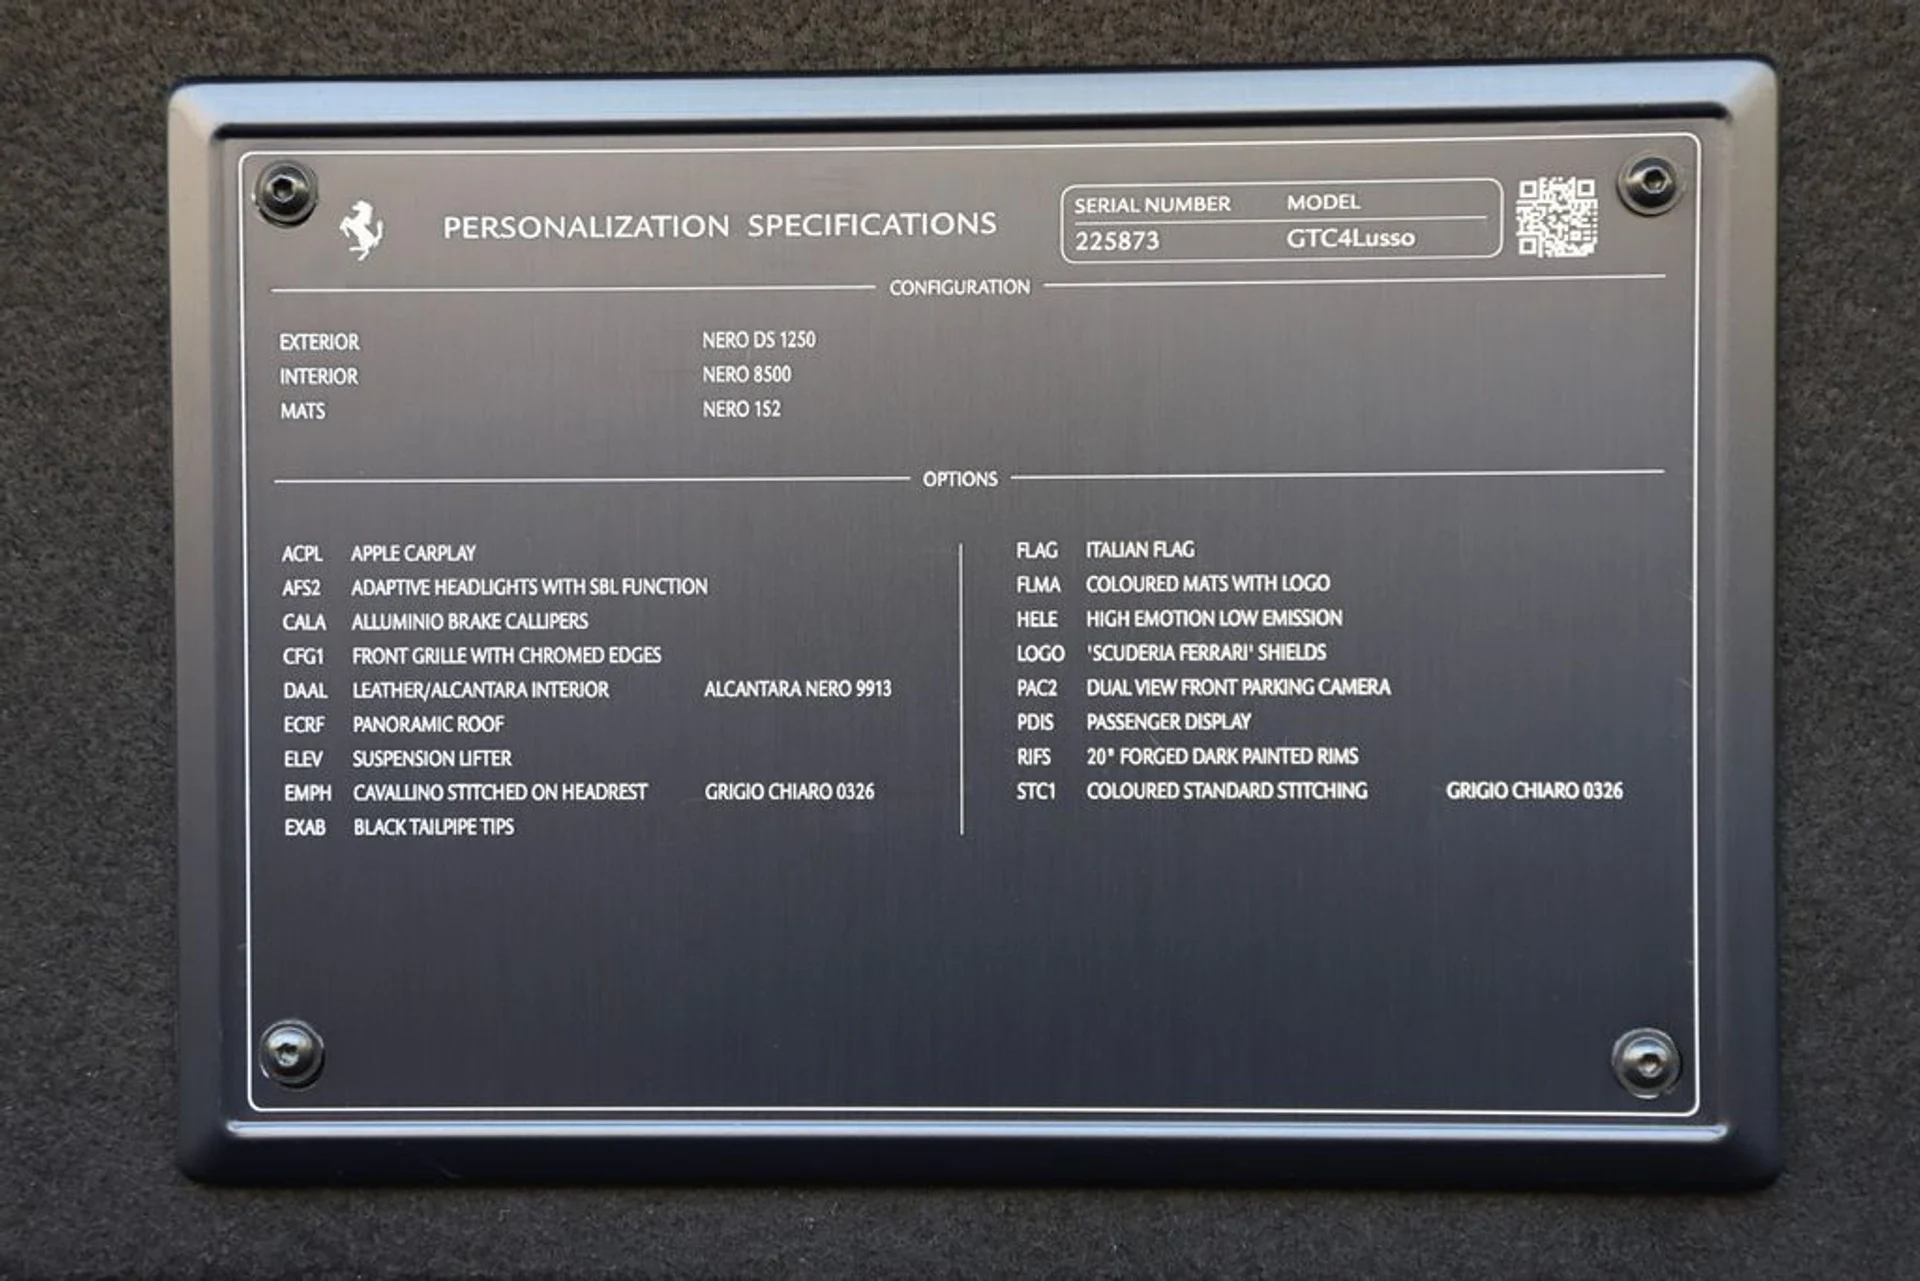 PERSONALIZATION SPECIFICATIONS
SERIAL NUMBER MODEL
225873 GTC4Lusso
CONFIGURATION
EXTERIOR NERO DS 1250
INTERIOR NERO 8500
MATS NERO 152
OPTIONS
ACPL APPLE CARPLAY
AFS2 ADAPTIVE HEADLIGHTS WITH SBL FUNCTION
CALA ALLUMINIO BRAKE CALLIPERS
CFG1 FRONT GRILLE WITH CHROMED EDGES
DAAL LEATHER/ALCANTARA INTERIOR ALCANTARA NERO 9913
ECRF PANORAMIC ROOF
ELEV SUSPENSION LIFTER
EMPH CAVALLINO STITCHED ON HEADREST GRIGIO CHIARO 0326
EXAB BLACK TAILPIPE TIPS
FLAG ITALIAN FLAG
FLMA COLOURED MATS WITH LOGO
HELE HIGH EMOTION LOW EMISSION
LOGO 'SCUDERIA FERRARI' SHIELDS
PAC2 DUAL VIEW FRONT PARKING CAMERA
PDIS PASSENGER DISPLAY
RIFS 20" FORGED DARK PAINTED RIMS
STC1 COLOURED STANDARD STITCHING GRIGIO CHIARO 0326